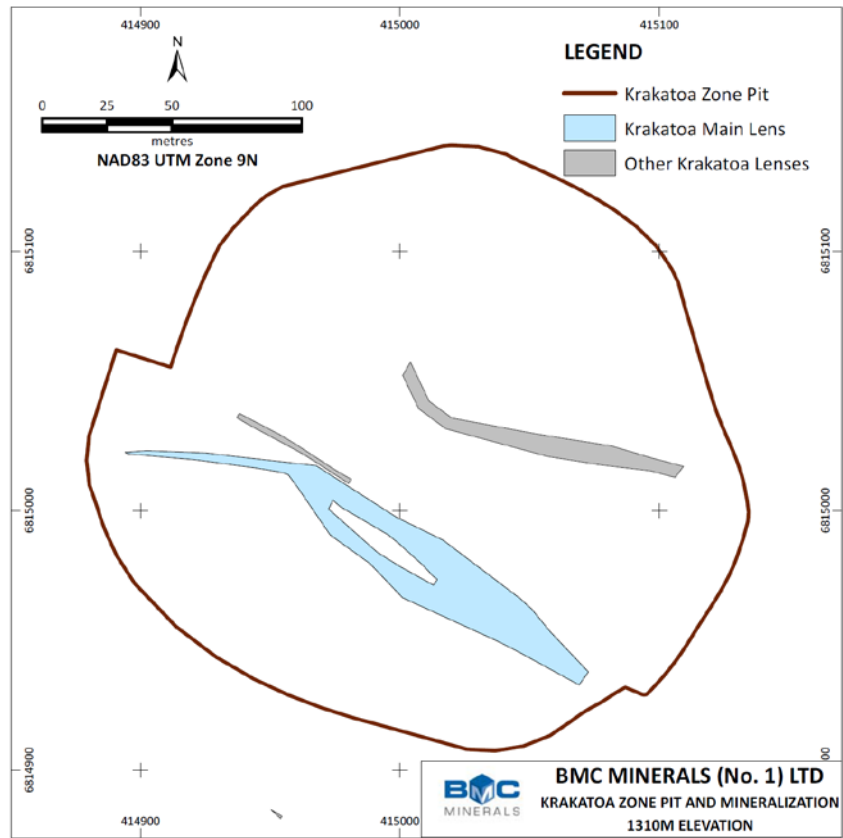 414900
415000
415100
N
0
25
50
100
metres
NAD83 UTM Zone 9N
LEGEND
Krakatoa Zone Pit
Krakatoa Main Lens
Other Krakatoa Lenses
6815100
6815100
6815000
6815000
6814900
00
BMC
MINERALS
BMC MINERALS (No. 1) LTD
KRAKATOA ZONE PIT AND MINERALIZATION
1310M ELEVATION
414900
415000